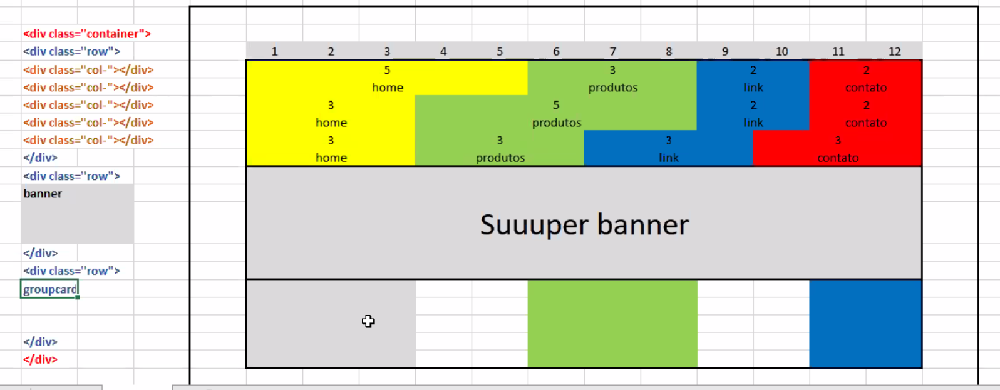 <div class="container">
<div class="row">
1 2 3 4 5 6 7 8 9 10 11 12
<div class="col-"></div>
5 3 2 2
<div class="col-"></div>
home produtos link contato
<div class="col-"></div>
3 5 2 2
<div class="col-"></div>
home produtos link contato
<div class="col-"></div>
3 3 3 3
</div>
home produtos link contato
<div class="row">
banner
Suuuper banner
</div>
<div class="row">
groupcard
</div>
</div>